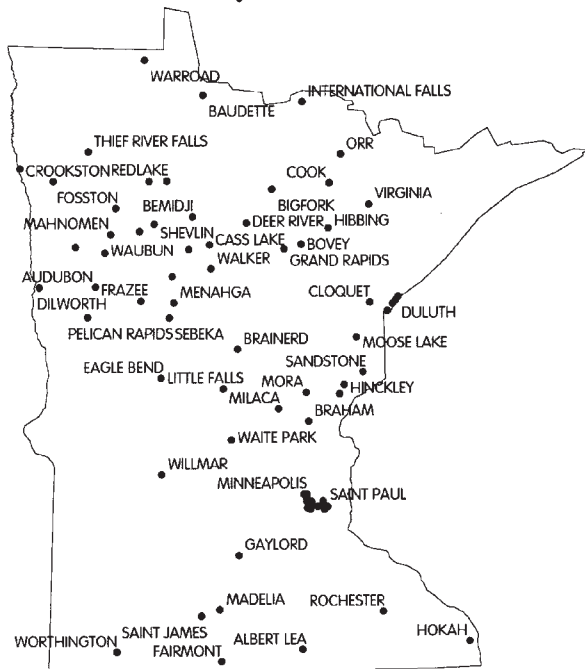 WARROAD
INTERNATIONAL FALLS
BAUDETTE
THIEF RIVER FALLS
ORR
CROOKSTON REDLAKE
COOK
FOSSTON
BIGFORK
VIRGINIA
BEMIDJI
MAHNOMEN
SHEVLIN
DEER RIVER
HIBBING
WAUBUN
CASS LAKE
BOVEY
WALKER
GRAND RAPIDS
AUDUBON
FRAZEE
MENAHGA
CLOQUET
DILWORTH
DULUTH
PELICAN RAPIDS SEBEKA
BRAINERD
MOOSE LAKE
EAGLE BEND
SANDSTONE
LITTLE FALLS
MORA
HINCKLEY
MILACA
BRAHAM
WAITE PARK
WILLMAR
MINNEAPOLIS
SAINT PAUL
GAYLORD
MADELIA
ROCHESTER
SAINT JAMES
HOKAH
WORTHINGTON
FAIRMONT
ALBERT LEA